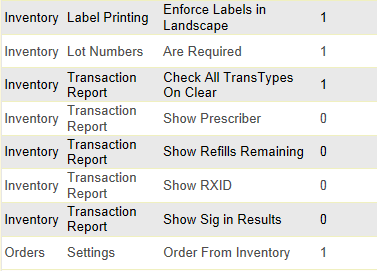 Inventory Label Printing Enforce Labels in Landscape 1
Inventory Lot Numbers Are Required 1
Inventory Transaction Report Check All TransTypes On Clear 1
Inventory Transaction Report Show Prescriber 0
Inventory Transaction Report Show Refills Remaining 0
Inventory Transaction Report Show RXID 0
Inventory Transaction Report Show Sig in Results 0
Orders Settings Order From Inventory 1